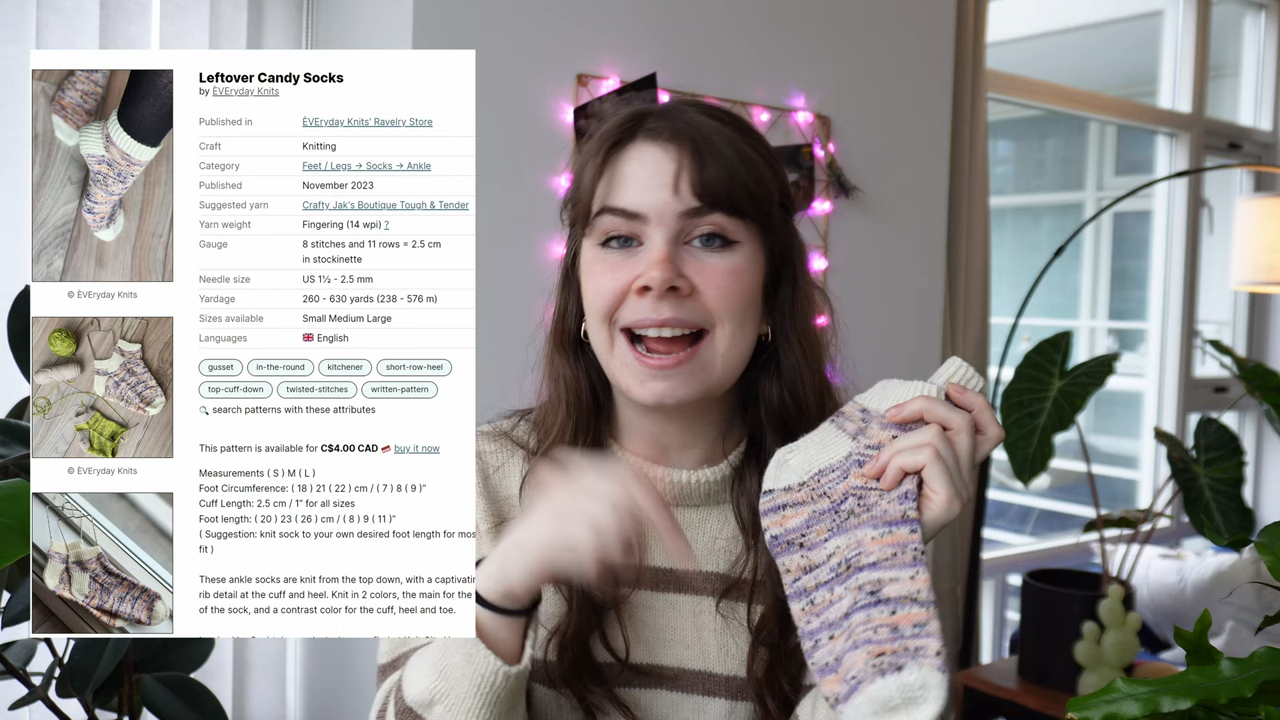 Leftover Candy Socks
by ÈVEryday Knits
Published in ÈVEryday Knits' Ravelry Store
Craft Knitting
Category Feet / Legs → Socks → Ankle
Published November 2023
Suggested yarn Crafty Jak's Boutique Tough & Tender
Yarn weight Fingering (14 wpi) ?
Gauge 8 stitches and 11 rows = 2.5 cm
in stockinette
Needle size US 1½ - 2.5 mm
Yardage 260 - 630 yards (238 - 576 m)
Sizes available Small Medium Large
Languages English
gusset in-the-round kitchener short-row-heel
top-cuff-down twisted-stitches written-pattern
search patterns with these attributes
This pattern is available for C$4.00 CAD buy it now
Measurements ( S ) M ( L )
Foot Circumference: ( 18 ) 21 ( 22 ) cm / ( 7 ) 8 ( 9 )”
Cuff Length: 2.5 cm / 1” for all sizes
Foot length: ( 20 ) 23 ( 26 ) cm / ( 8 ) 9 ( 11 )”
( Suggestion: knit sock to your own desired foot length for mos
fit )
These ankle socks are knit from the top down, with a captivatin
rib detail at the cuff and heel. Knit in 2 colors, the main for the
of the sock, and a contrast color for the cuff, heel and toe.
© ÈVEryday Knits
© ÈVEryday Knits